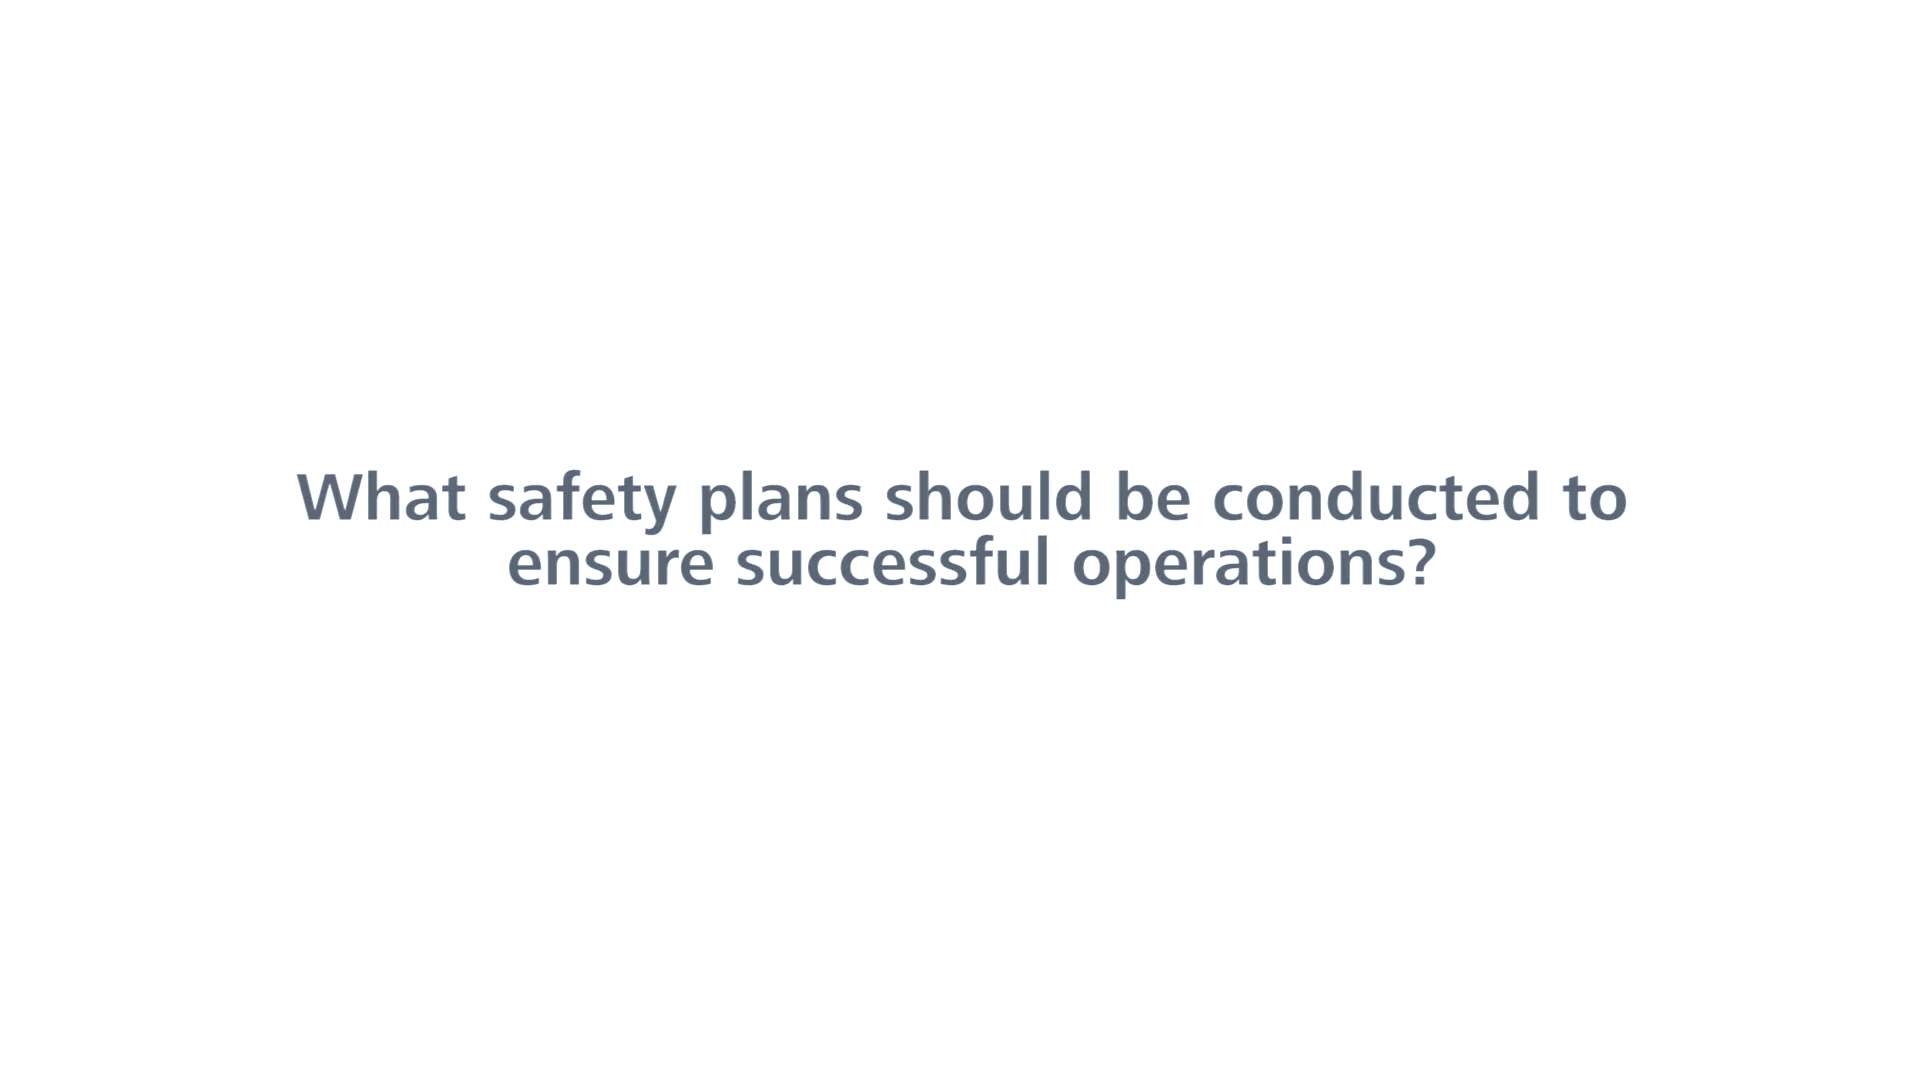 What safety plans should be conducted to
ensure successful operations?